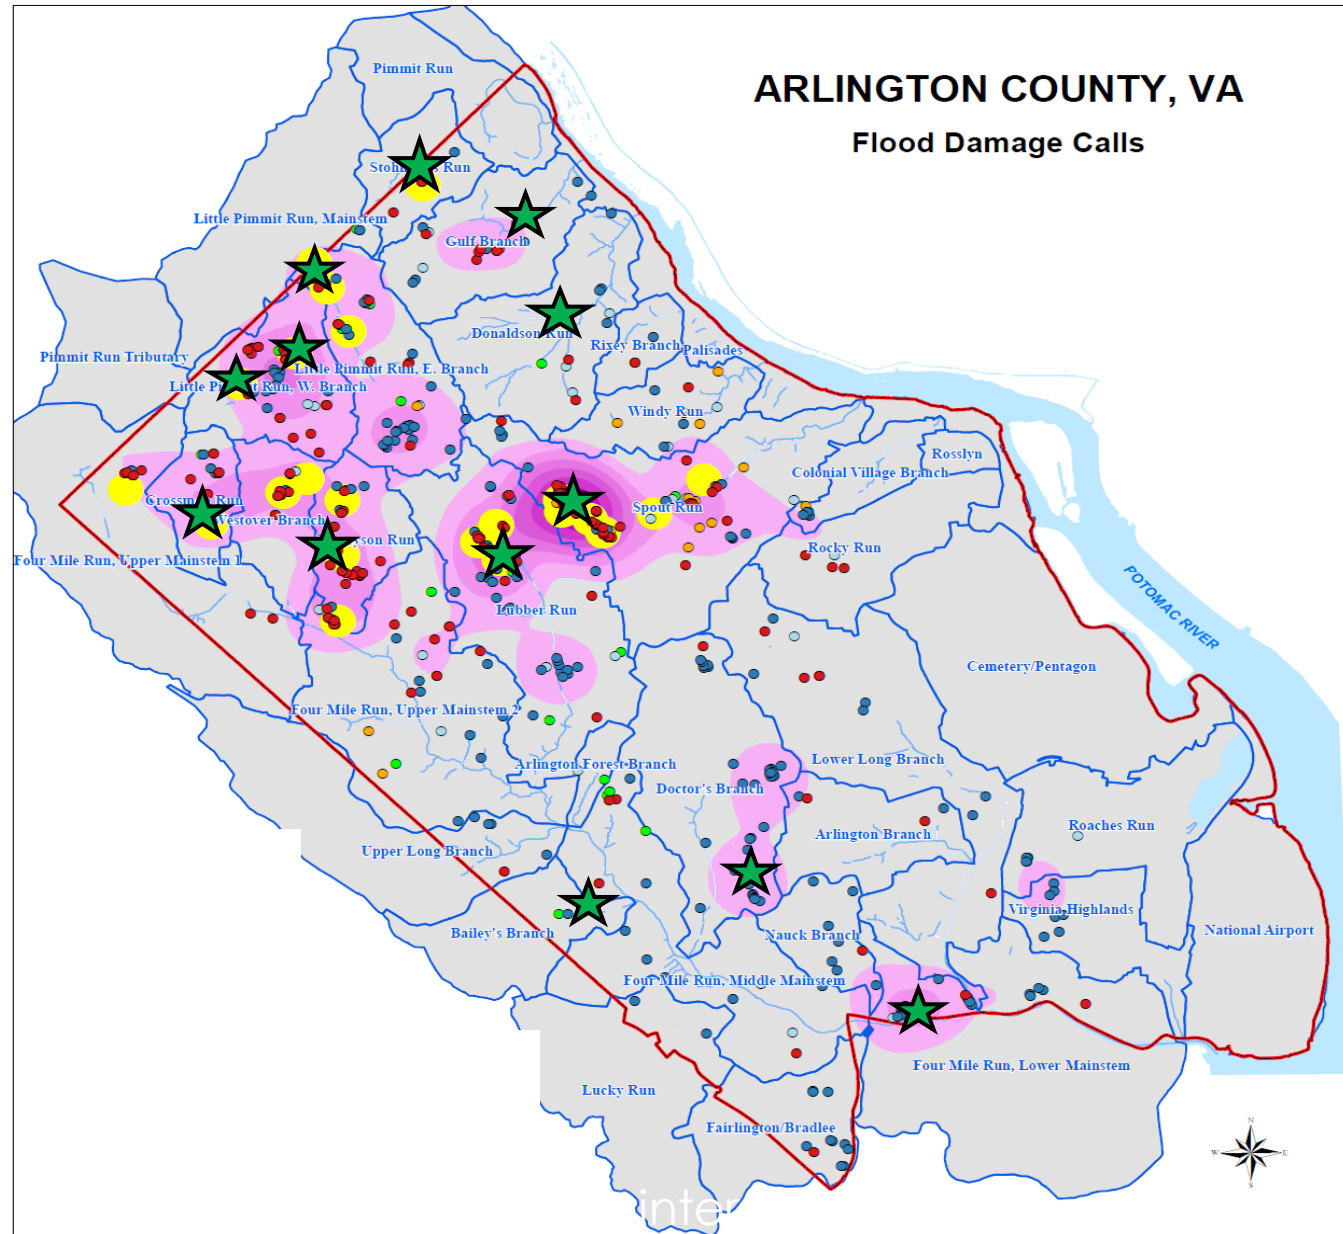 ARLINGTON COUNTY, VA
Flood Damage Calls
Pimmit Run
Run
Little Pimmit Run, Mainstem
Gulf Branch
Donaldson Run
Rixey Branch
Palisades
Pimmit Run Tributary
Little Pimmit Run, E. Branch
Little Pimmit Run, W. Branch
Windy Run
Rosslyn
Colonial Village Branch
Crossman Run
Westover Branch
Spout Run
Run
Rocky Run
Four Mile Run, Upper Mainstem 1
POTOMAC RIVER
Lubber Run
Cemetery/Pentagon
Four Mile Run, Upper Mainstem 2
Arlington Forest Branch
Lower Long Branch
Doctor's Branch
Arlington Branch
Roaches Run
Upper Long Branch
Virginia Highlands
Bailey's Branch
Nauck Branch
National Airport
Four Mile Run, Middle Mainstem
Four Mile Run, Lower Mainstem
Lucky Run
Fairlington/Bradlee
N
W
E
S
inter